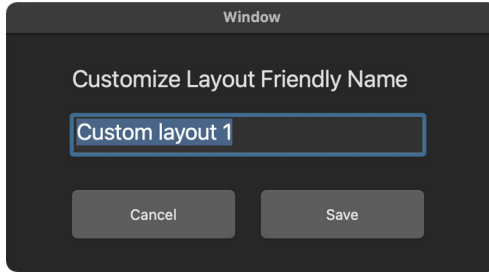 Window
Customize Layout Friendly Name
Custom layout 1
Cancel
Save